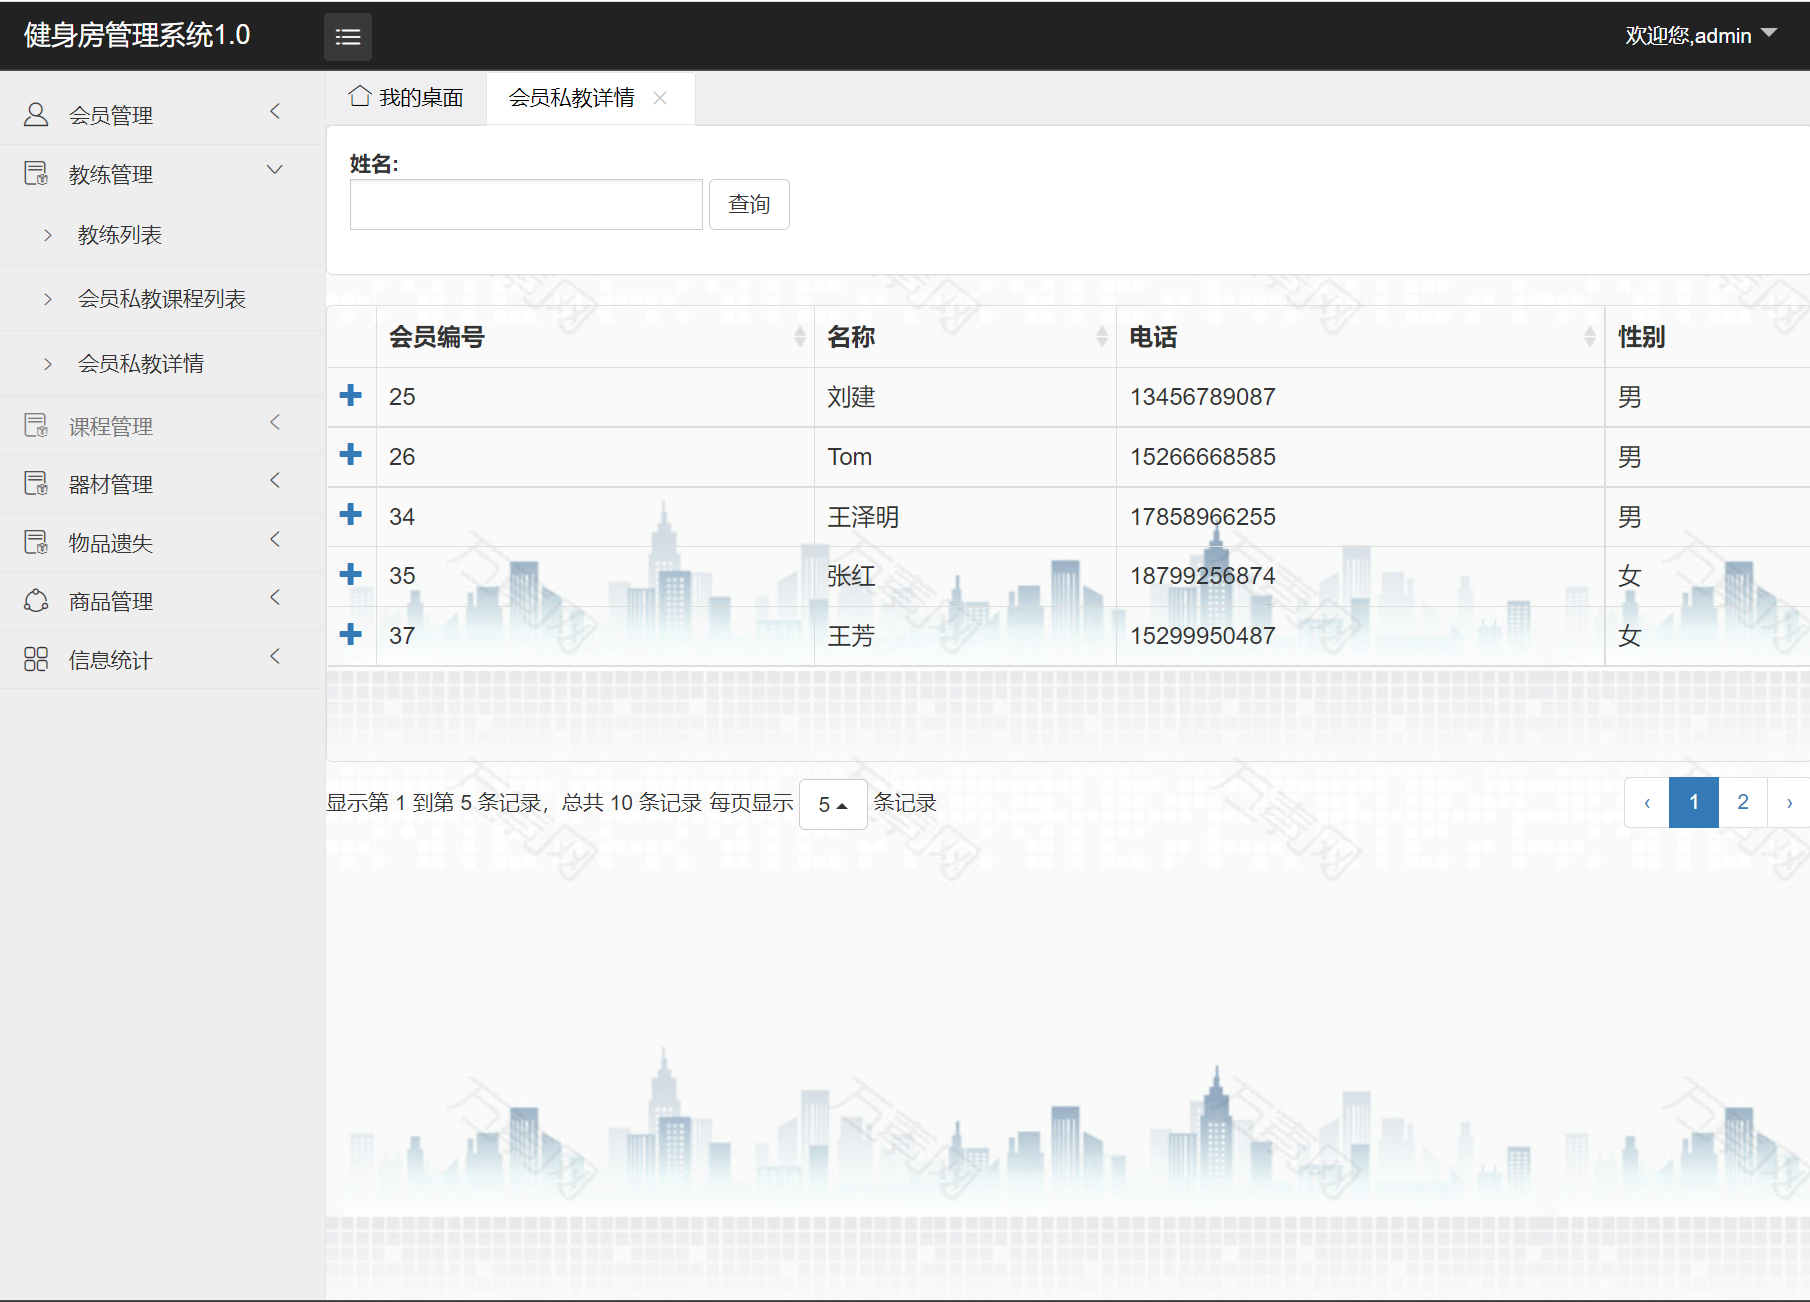 健身房管理系统1.0
欢迎您,admin
会员管理
教练管理
教练列表
会员私教课程列表
会员私教详情
课程管理
器材管理
物品遗失
商品管理
信息统计
我的桌面 会员私教详情
姓名:
查询
会员编号 名称 电话 性别
25 刘建 13456789087 男
26 Tom 15266668585 男
34 王泽明 17858966255 男
35 张红 18799256874 女
37 王芳 15299950487 女
显示第 1 到第 5 条记录，总共 10 条记录 每页显示 5 条记录
‹ 1 2 ›